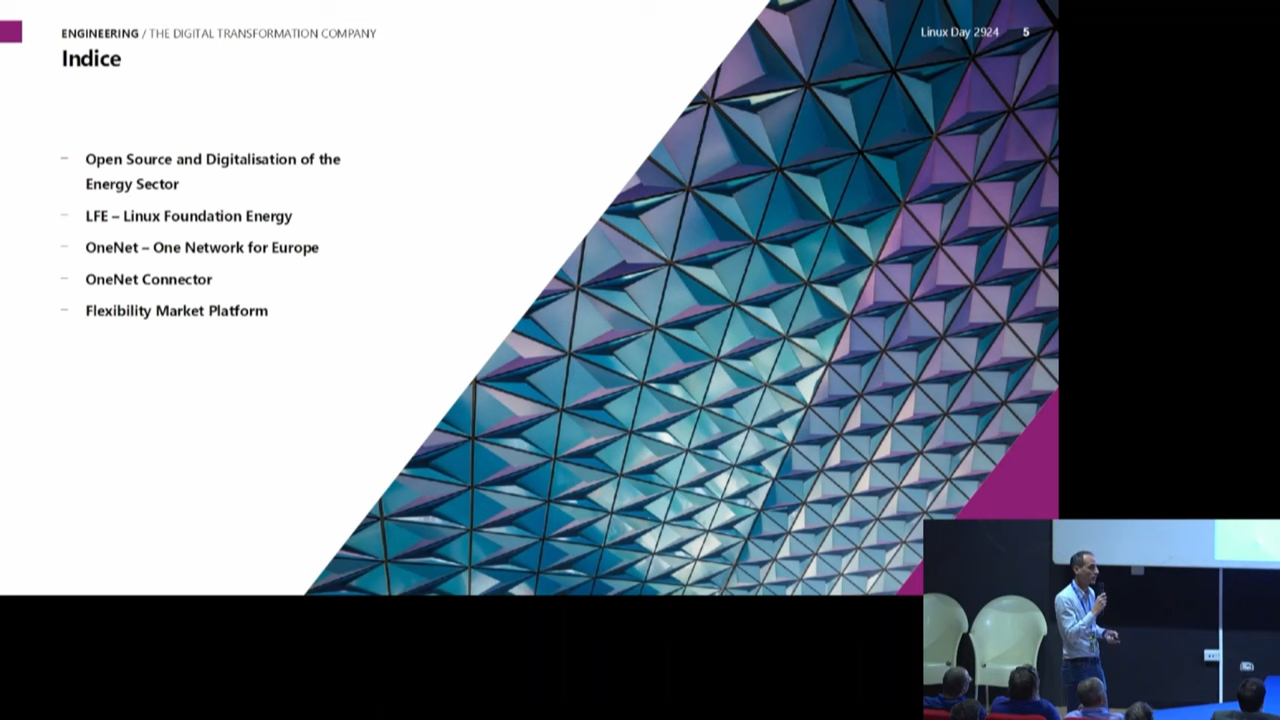 ENGINEERING / THE DIGITAL TRANSFORMATION COMPANY
Linux Day 2924 5
Indice
– Open Source and Digitalisation of the
Energy Sector
– LFE – Linux Foundation Energy
– OneNet – One Network for Europe
– OneNet Connector
– Flexibility Market Platform